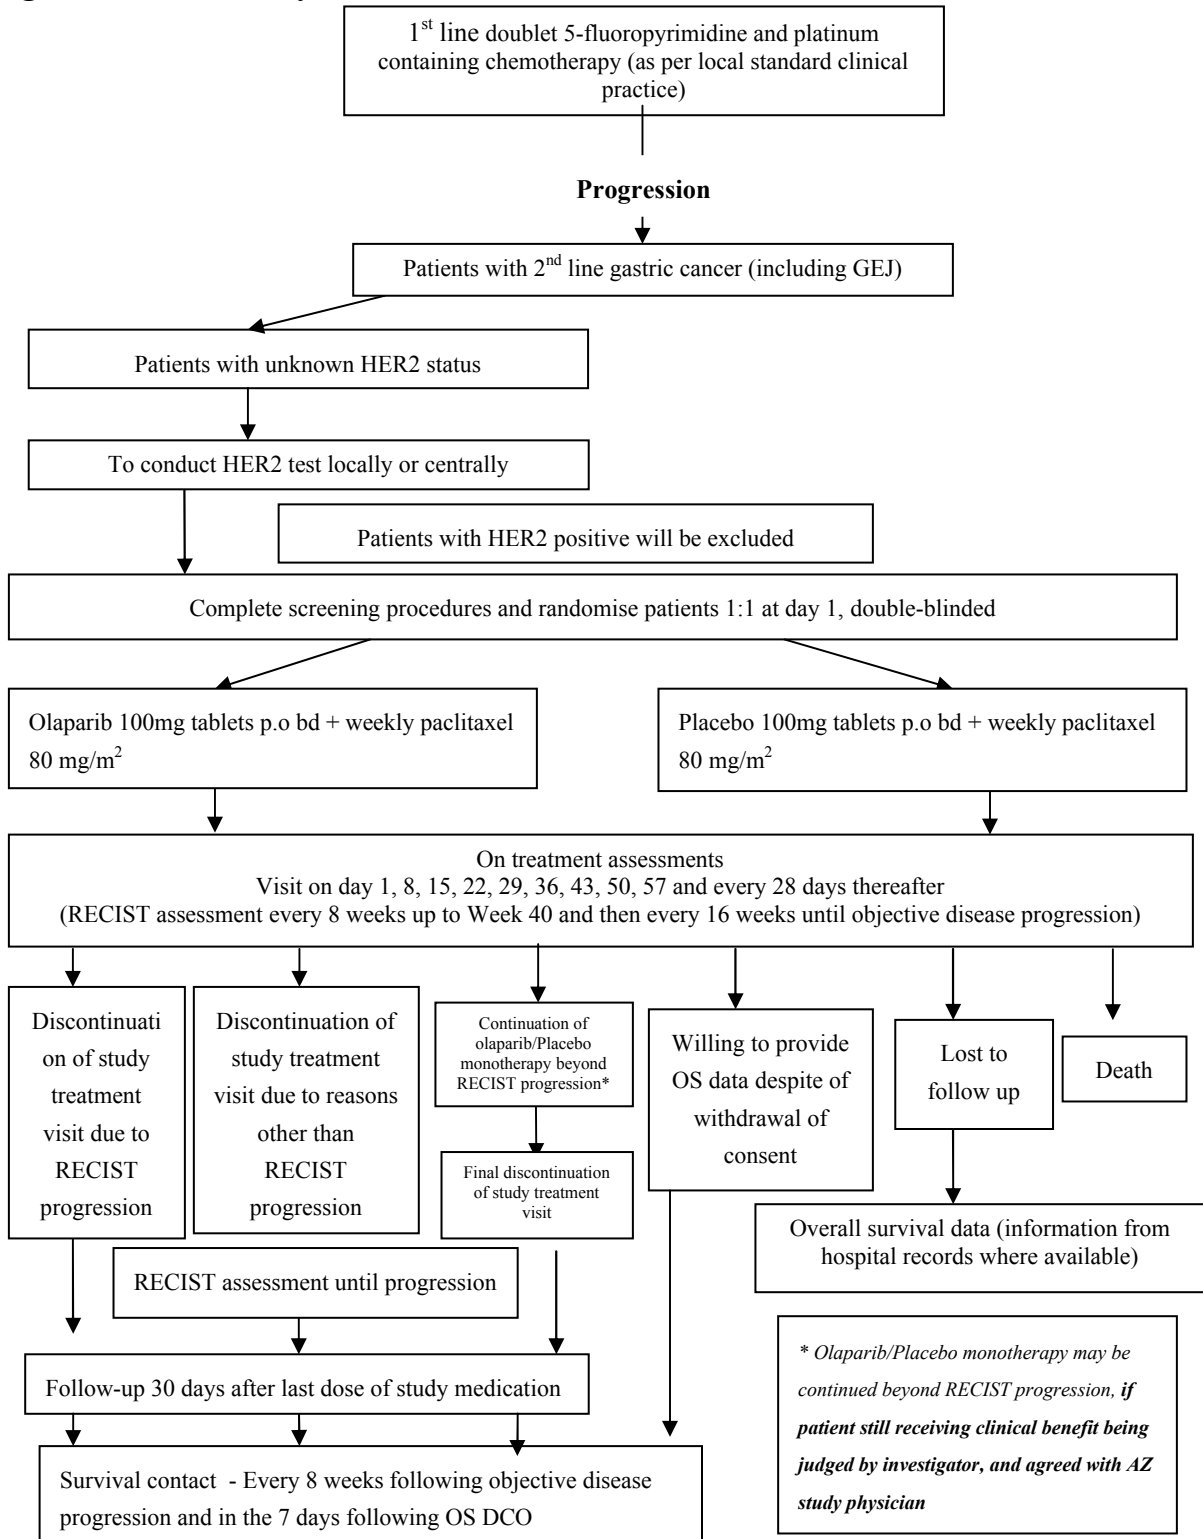 1st line doublet 5-fluoropyrimidine and platinum
containing chemotherapy (as per local standard clinical
practice)
Progression
Patients with 2nd line gastric cancer (including GEJ)
Patients with unknown HER2 status
To conduct HER2 test locally or centrally
Patients with HER2 positive will be excluded
Complete screening procedures and randomise patients 1:1 at day 1, double-blinded
Olaparib 100mg tablets p.o bd + weekly paclitaxel
80 mg/m2
Placebo 100mg tablets p.o bd + weekly paclitaxel
80 mg/m2
On treatment assessments
Visit on day 1, 8, 15, 22, 29, 36, 43, 50, 57 and every 28 days thereafter
(RECIST assessment every 8 weeks up to Week 40 and then every 16 weeks until objective disease progression)
Discontinuati
on of study
treatment
visit due to
RECIST
progression
Discontinuation of
study treatment
visit due to reasons
other than
RECIST
progression
Continuation of
olaparib/Placebo
monotherapy beyond
RECIST progression*
Final discontinuation
of study treatment
visit
Willing to provide
OS data despite of
withdrawal of
consent
Lost to
follow up
Death
Overall survival data (information from
hospital records where available)
RECIST assessment until progression
Follow-up 30 days after last dose of study medication
Survival contact - Every 8 weeks following objective disease
progression and in the 7 days following OS DCO
* Olaparib/Placebo monotherapy may be
continued beyond RECIST progression, if
patient still receiving clinical benefit being
judged by investigator, and agreed with AZ
study physician